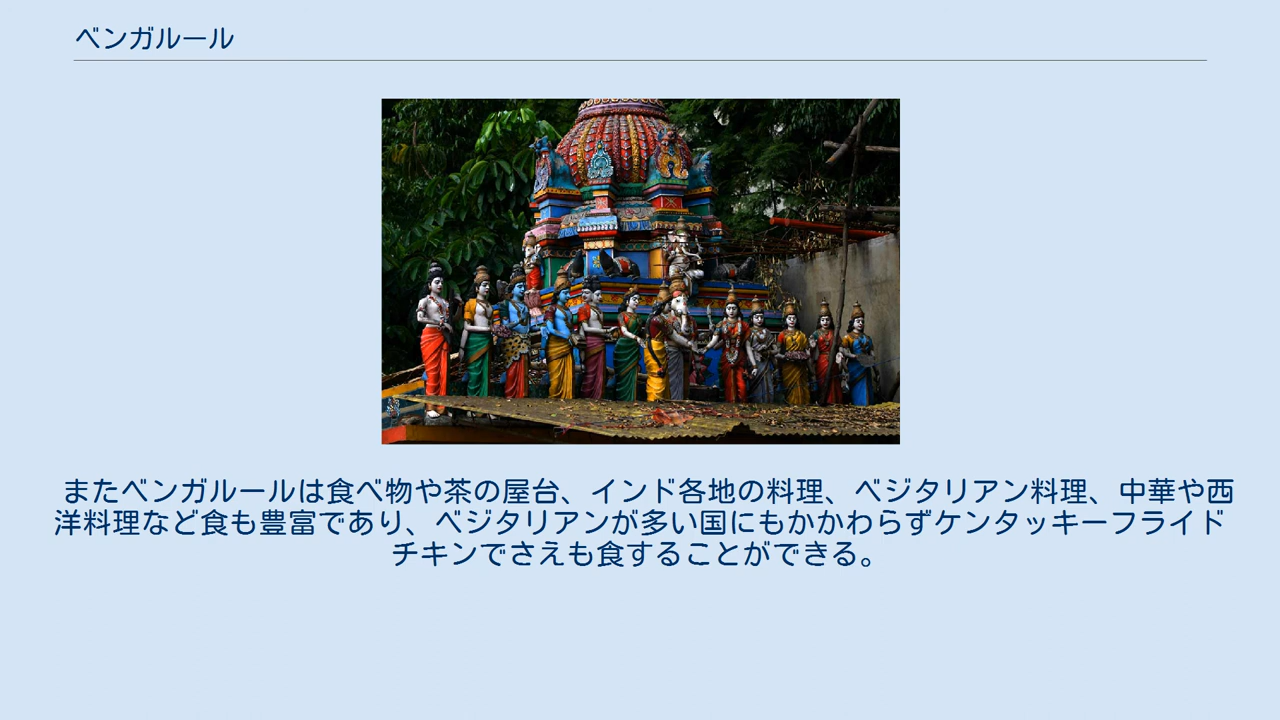 ベンガルール
またベンガルールは食べ物や茶の屋台、インド各地の料理、ベジタリアン料理、中華や西
洋料理など食も豊富であり、ベジタリアンが多い国にもかかわらずケンタッキーフライド
チキンでさえも食することができる。